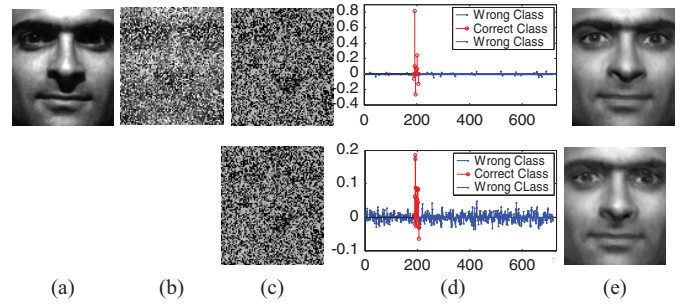 0.8
0.6
0.4
0.2
0
-0.2
-0.4
0 200 400 600
Wrong Class
Correct Class
Wrong Class
0.2
0.1
0
-0.1
0 200 400 600
Wrong Class
Correct Class
Wrong CLass
(a) (b) (c) (d) (e)